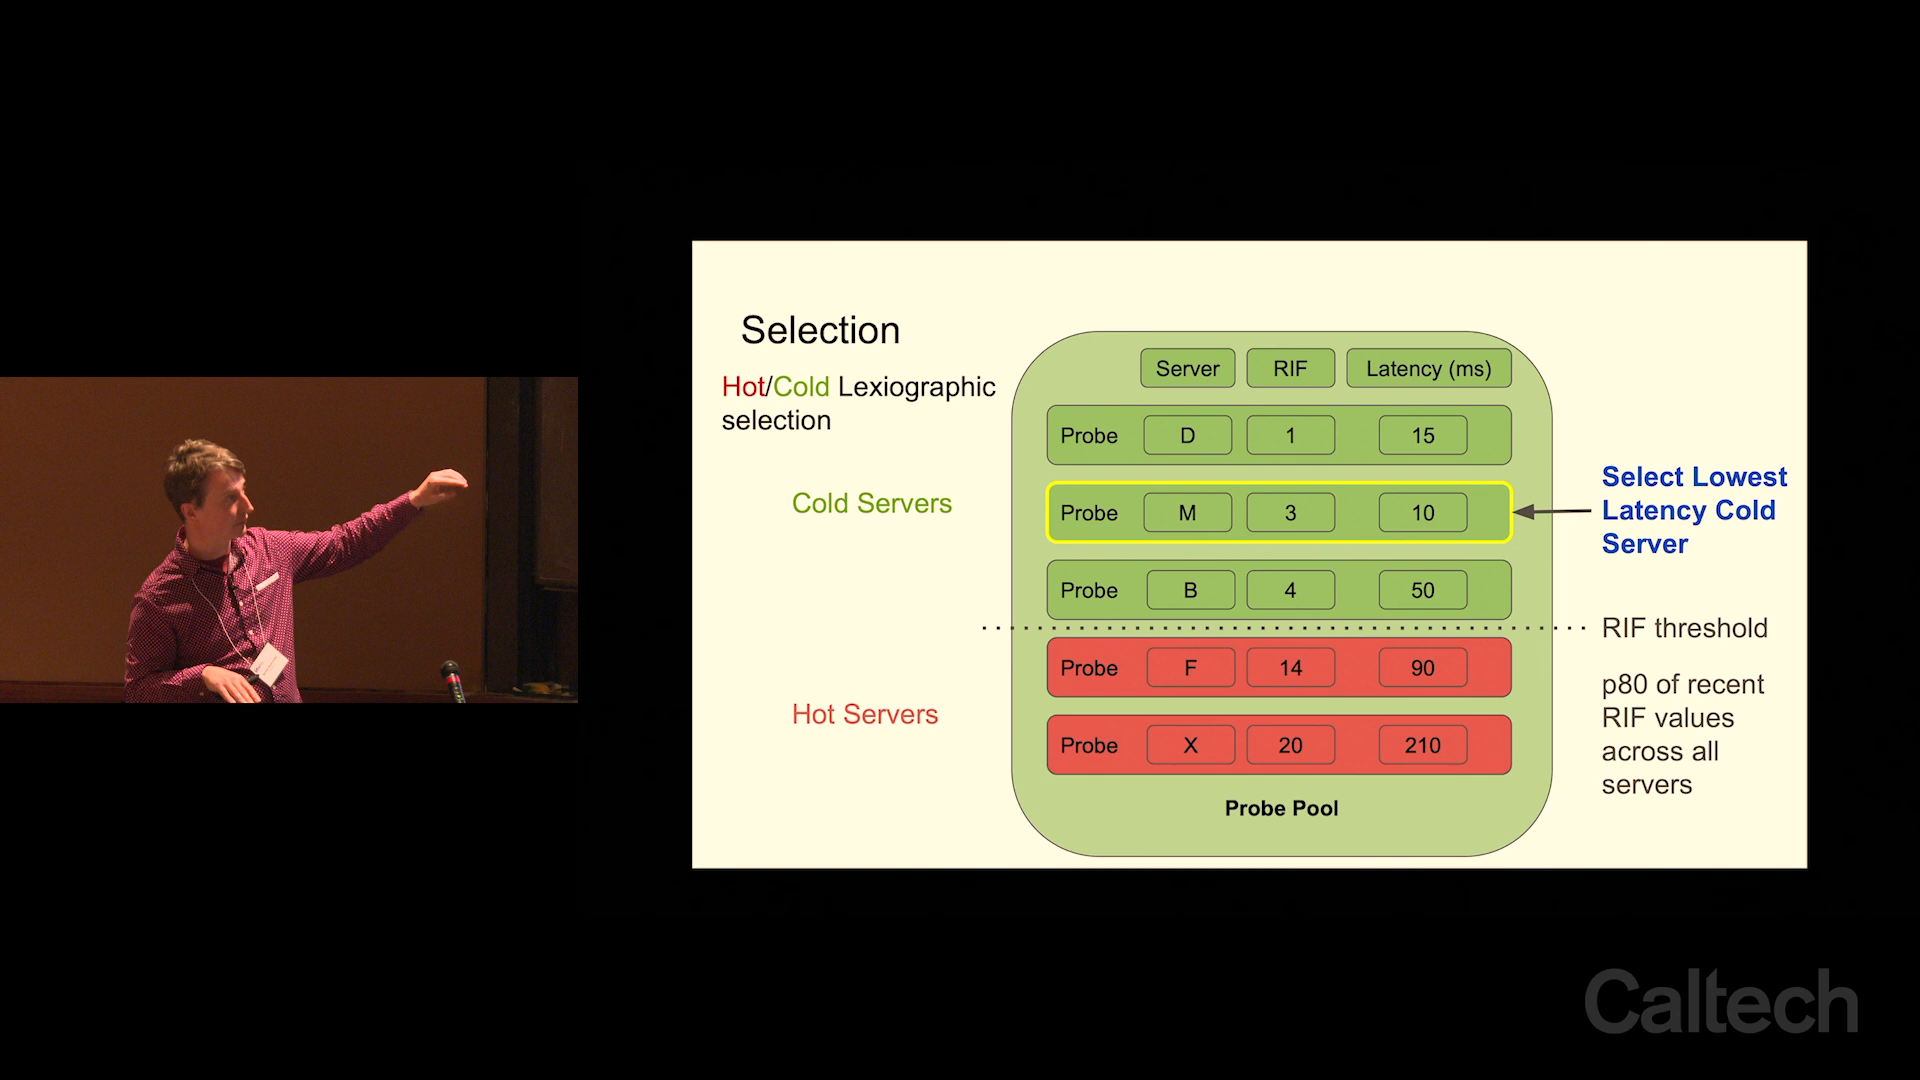 Selection
Hot/Cold Lexiographic
selection
Cold Servers
Hot Servers
Server RIF Latency (ms)
Probe D 1 15
Probe M 3 10
Probe B 4 50
Probe F 14 90
Probe X 20 210
Probe Pool
Select Lowest
Latency Cold
Server
RIF threshold
p80 of recent
RIF values
across all
servers
Caltech